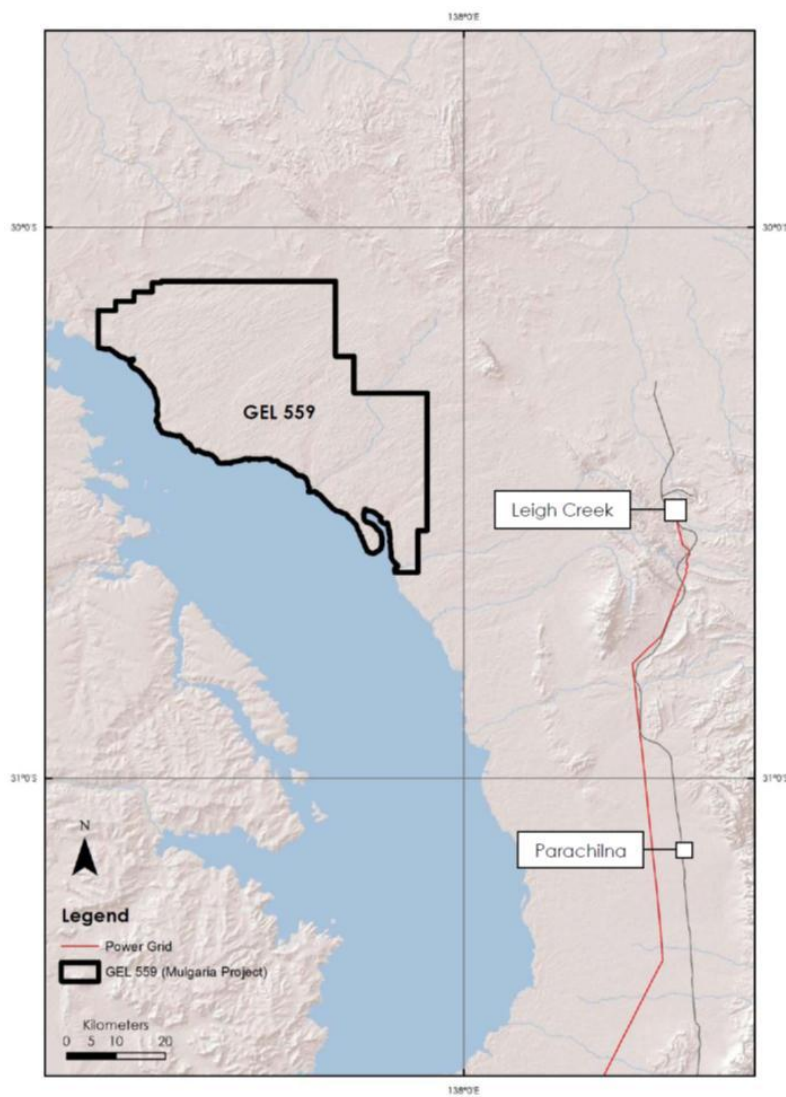 138°0'E
30°0'S
30°0'S
GEL 559
Leigh Creek
31°0'S
31°0'S
Parachilna
N
Legend
Power Grid
GEL 559 (Mulgaria Project)
Kilometers
0 5 10 20
138°0'E